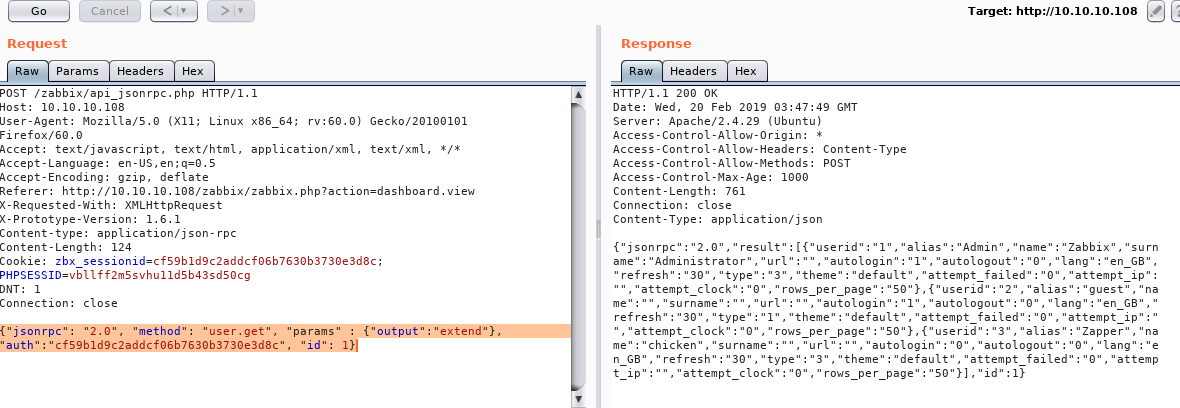 Go
Cancel
<
>
Target: http://10.10.10.108
?
Request
Raw
Params
Headers
Hex
POST /zabbix/api_jsonrpc.php HTTP/1.1
Host: 10.10.10.108
User-Agent: Mozilla/5.0 (X11; Linux x86_64; rv:60.0) Gecko/20100101
Firefox/60.0
Accept: text/javascript, text/html, application/xml, text/xml, */*
Accept-Language: en-US,en;q=0.5
Accept-Encoding: gzip, deflate
Referer: http://10.10.10.108/zabbix/zabbix.php?action=dashboard.view
X-Requested-With: XMLHttpRequest
X-Prototype-Version: 1.6.1
Content-type: application/json-rpc
Content-Length: 124
Cookie: zbx_sessionid=cf59b1d9c2addcf06b7630b3730e3d8c;
PHPSESSID=vbllff2m5svhu11d5b43sd50cg
DNT: 1
Connection: close
{"jsonrpc": "2.0", "method": "user.get", "params" : {"output":"extend"},
"auth":"cf59b1d9c2addcf06b7630b3730e3d8c", "id": 1}
Response
Raw
Headers
Hex
HTTP/1.1 200 OK
Date: Wed, 20 Feb 2019 03:47:49 GMT
Server: Apache/2.4.29 (Ubuntu)
Access-Control-Allow-Origin: *
Access-Control-Allow-Headers: Content-Type
Access-Control-Allow-Methods: POST
Access-Control-Max-Age: 1000
Content-Length: 761
Connection: close
Content-Type: application/json
{"jsonrpc":"2.0","result":[{"userid":"1","alias":"Admin","name":"Zabbix","surn
ame":"Administrator","url":"","autologin":"1","autologout":"0","lang":"en_GB",
"refresh":"30","type":"3","theme":"default","attempt_failed":"0","attempt_ip":
"","attempt_clock":"0","rows_per_page":"50"},{"userid":"2","alias":"guest","na
me":"","surname":"","url":"","autologin":"1","autologout":"0","lang":"en_GB","
refresh":"30","type":"1","theme":"default","attempt_failed":"0","attempt_ip":"
","attempt_clock":"0","rows_per_page":"50"},{"userid":"3","alias":"Zapper","na
me":"chicken","surname":"","url":"","autologin":"0","autologout":"0","lang":"e
n_GB","refresh":"30","type":"3","theme":"default","attempt_failed":"0","attemp
t_ip":"","attempt_clock":"0","rows_per_page":"50"}],"id":1}